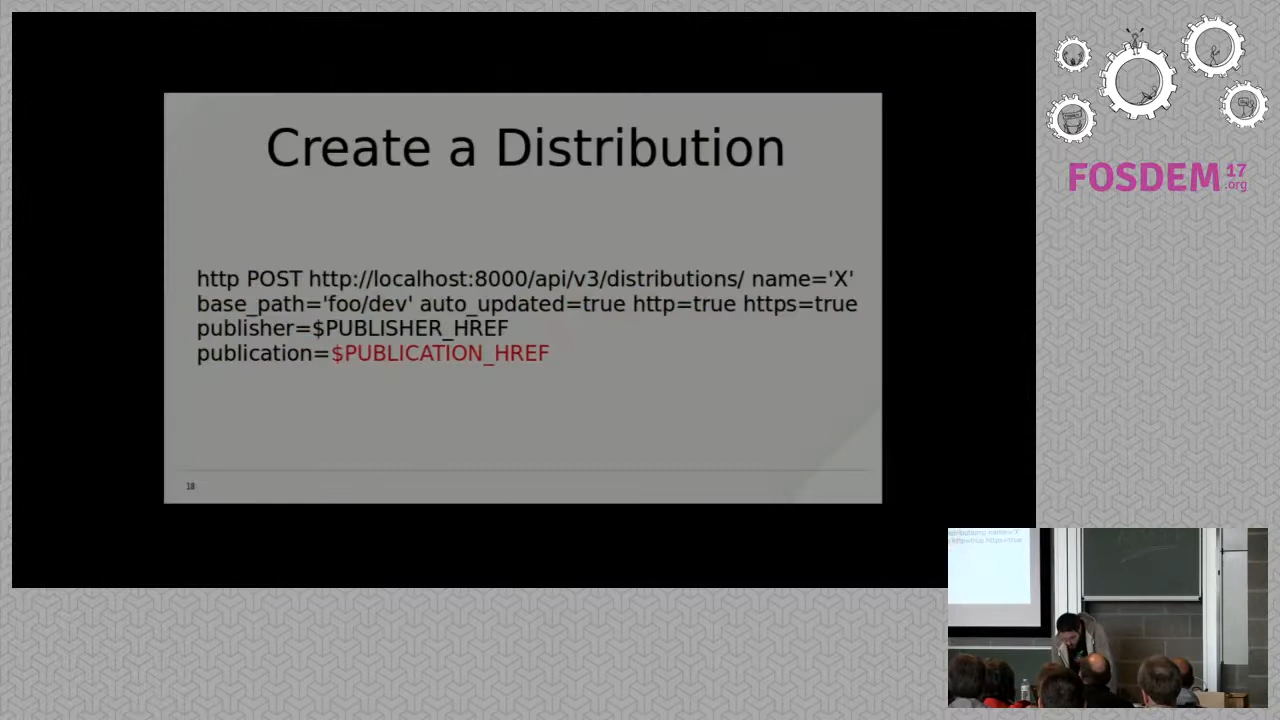 Create a Distribution
http POST http://localhost:8000/api/v3/distributions/ name='X'
base_path='foo/dev' auto_updated=true http=true https=true
publisher=$PUBLISHER_HREF
publication=$PUBLICATION_HREF
18
FOSDEM 17
.org